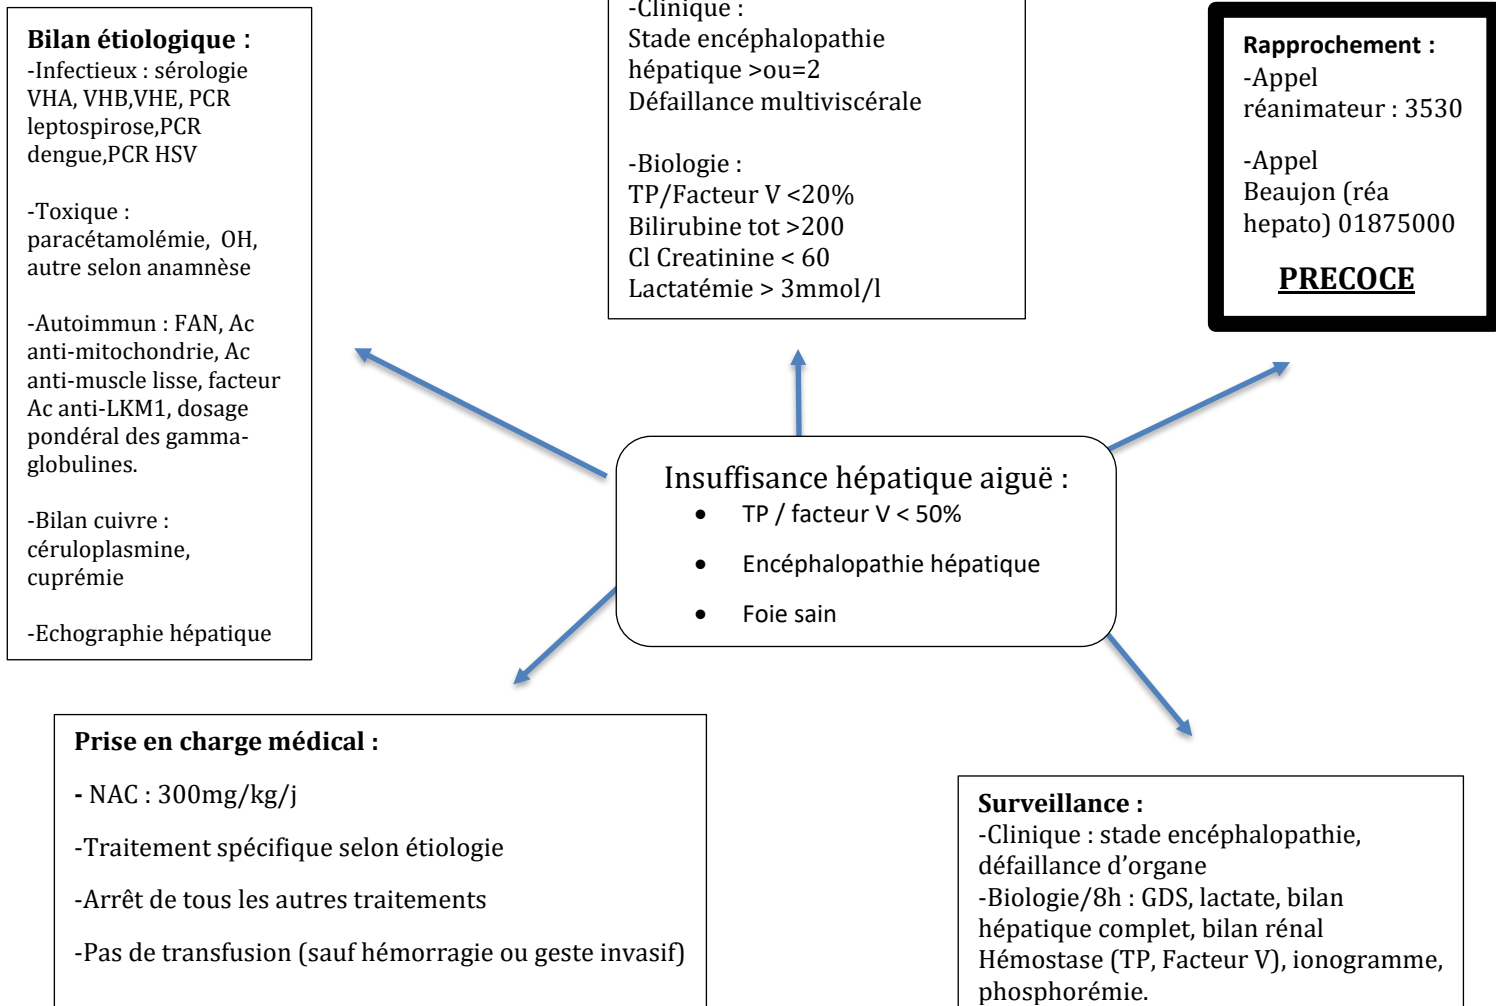 Bilan étiologique :
-Infectieux : sérologie
VHA, VHB,VHE, PCR
leptospirose,PCR
dengue,PCR HSV
-Toxique :
paracétamolémie, OH,
autre selon anamnèse
-Autoimmun : FAN, Ac
anti-mitochondrie, Ac
anti-muscle lisse, facteur
Ac anti-LKM1, dosage
pondéral des gamma-
globulines.
-Bilan cuivre :
céruloplasmine,
cuprémie
-Echographie hépatique
-Clinique :
Stade encéphalopathie
hépatique >ou=2
Défaillance multiviscérale
-Biologie :
TP/Facteur V <20%
Bilirubine tot >200
Cl Creatinine < 60
Lactatémie > 3mmol/l
Rapprochement :
-Appel
réanimateur : 3530
-Appel
Beaujon (réa
hepato) 01875000
PRECOCE
Insuffisance hépatique aiguë :
• TP / facteur V < 50%
• Encéphalopathie hépatique
• Foie sain
Prise en charge médical :
- NAC : 300mg/kg/j
-Traitement spécifique selon étiologie
-Arrêt de tous les autres traitements
-Pas de transfusion (sauf hémorragie ou geste invasif)
Surveillance :
-Clinique : stade encéphalopathie,
défaillance d’organe
-Biologie/8h : GDS, lactate, bilan
hépatique complet, bilan rénal
Hémostase (TP, Facteur V), ionogramme,
phosphorémie.